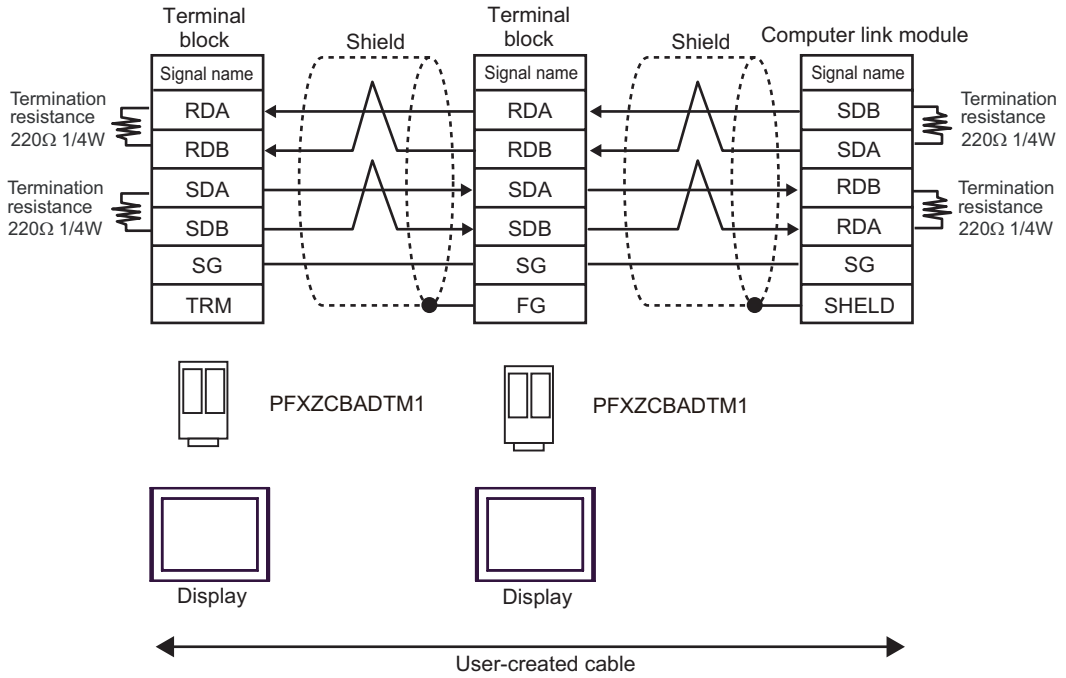 Terminal
block
Shield
Terminal
block
Shield
Computer link module
Signal name
Signal name
Signal name
Termination
resistance
220Ω 1/4W
RDA
RDA
SDB
Termination
resistance
220Ω 1/4W
RDB
RDB
SDA
Termination
resistance
220Ω 1/4W
SDA
SDA
RDB
Termination
resistance
220Ω 1/4W
SDB
SDB
RDA
SG
SG
SG
TRM
FG
SHELD
PFXZCBADTM1
PFXZCBADTM1
Display
Display
User-created cable